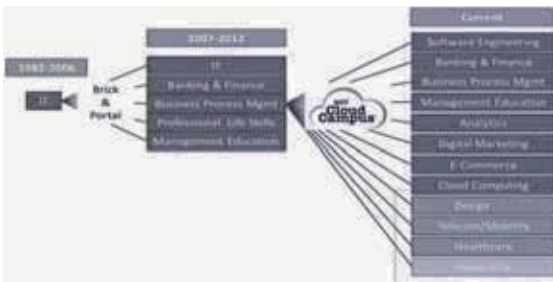 1982-2006
IT
Brick
&
Portal
2007-2012
IT
Banking & Finance
Business Process Mgmt
Professional Life Skills
Management Education
Cloud
Campus
Current
Software Engineering
Banking & Finance
Business Process Mgmt
Management Education
Analytics
Digital Marketing
E-Commerce
Cloud Computing
Design
Telecom/Mobility
Healthcare